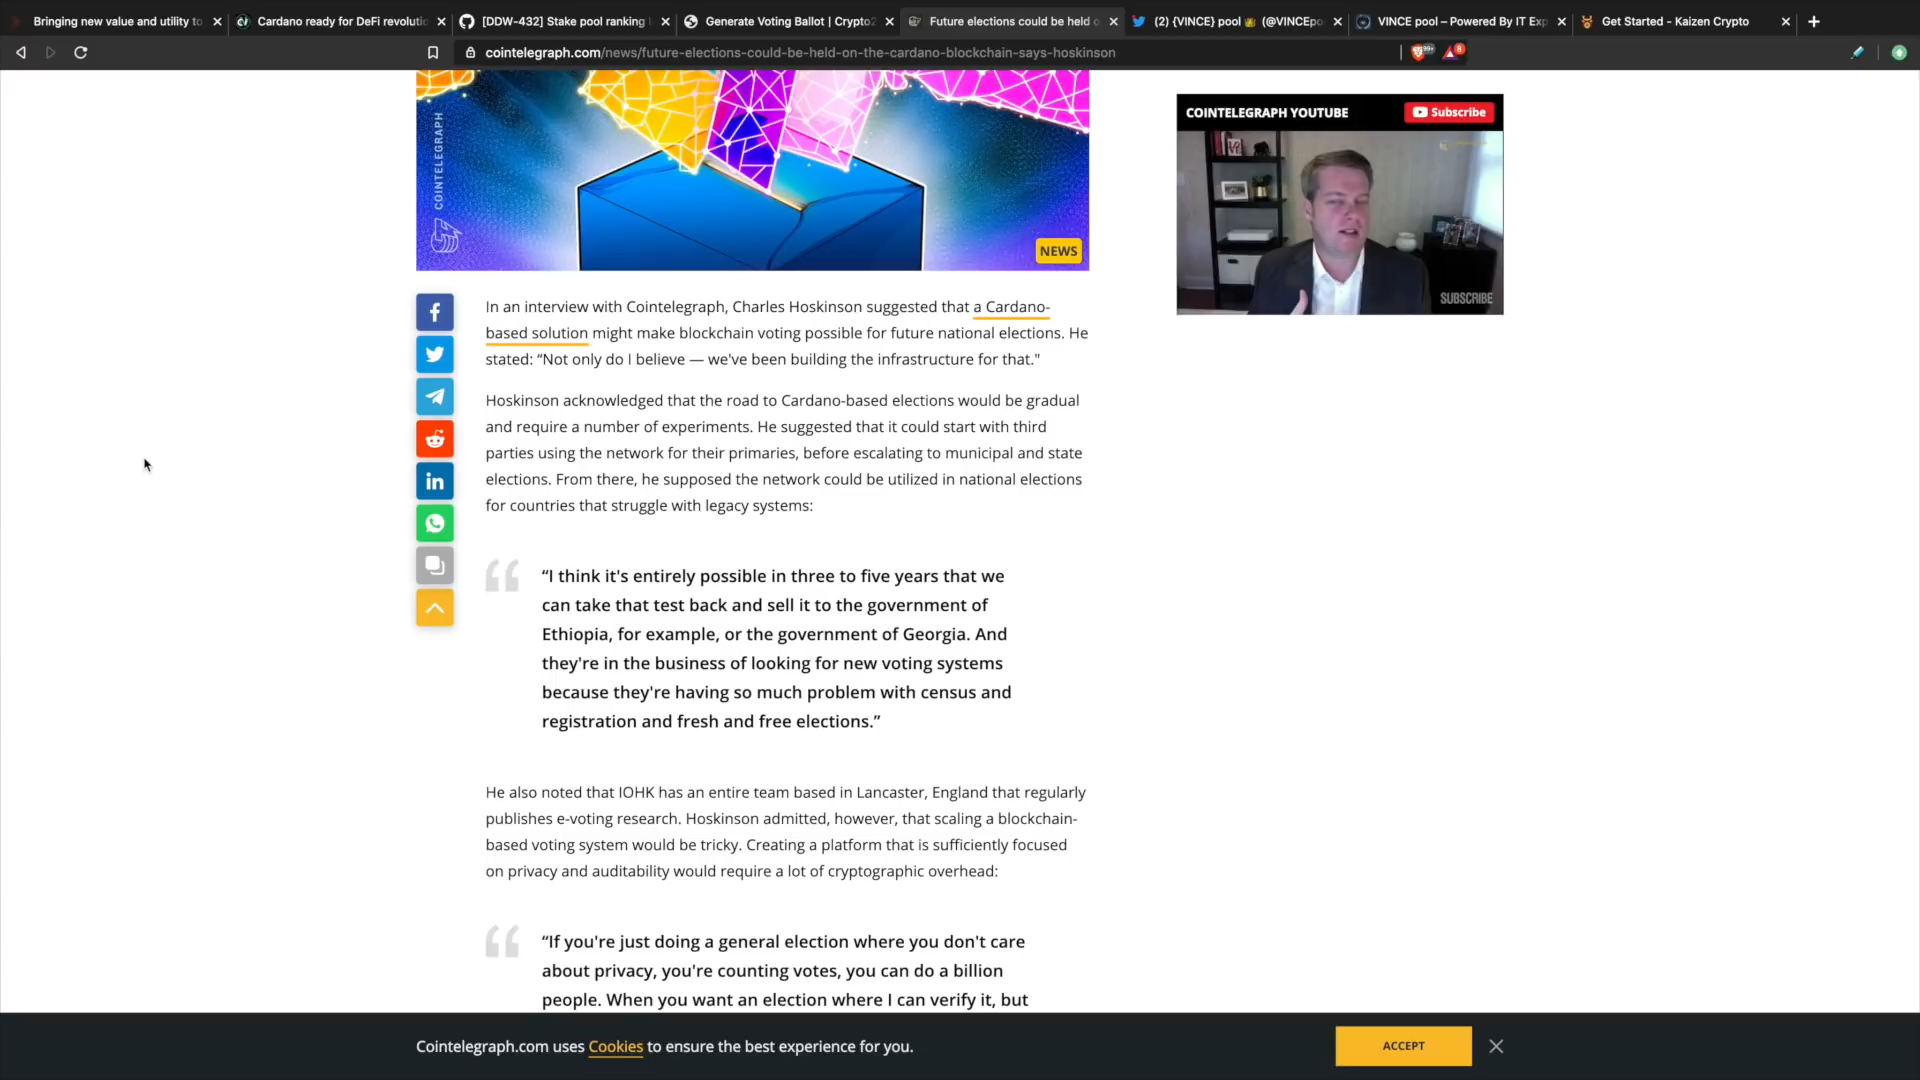 Bringing new value and utility to
Cardano ready for DeFi revolutio
[DDW-432] Stake pool ranking
Generate Voting Ballot | Crypto2
Future elections could be held o
(2) {VINCE} pool 👑 (@VINCEpo
VINCE pool – Powered By IT Exp
Get Started - Kaizen Crypto
cointelegraph.com/news/future-elections-could-be-held-on-the-cardano-blockchain-says-hoskinson
99+
8
COINTELEGRAPH
NEWS
COINTELEGRAPH YOUTUBE
Subscribe
SUBSCRIBE
In an interview with Cointelegraph, Charles Hoskinson suggested that a Cardano-
based solution might make blockchain voting possible for future national elections. He
stated: “Not only do I believe — we've been building the infrastructure for that."
Hoskinson acknowledged that the road to Cardano-based elections would be gradual
and require a number of experiments. He suggested that it could start with third
parties using the network for their primaries, before escalating to municipal and state
elections. From there, he supposed the network could be utilized in national elections
for countries that struggle with legacy systems:
“I think it's entirely possible in three to five years that we
can take that test back and sell it to the government of
Ethiopia, for example, or the government of Georgia. And
they're in the business of looking for new voting systems
because they're having so much problem with census and
registration and fresh and free elections.”
He also noted that IOHK has an entire team based in Lancaster, England that regularly
publishes e-voting research. Hoskinson admitted, however, that scaling a blockchain-
based voting system would be tricky. Creating a platform that is sufficiently focused
on privacy and auditability would require a lot of cryptographic overhead:
“If you're just doing a general election where you don't care
about privacy, you're counting votes, you can do a billion
people. When you want an election where I can verify it, but
Cointelegraph.com uses Cookies to ensure the best experience for you.
ACCEPT